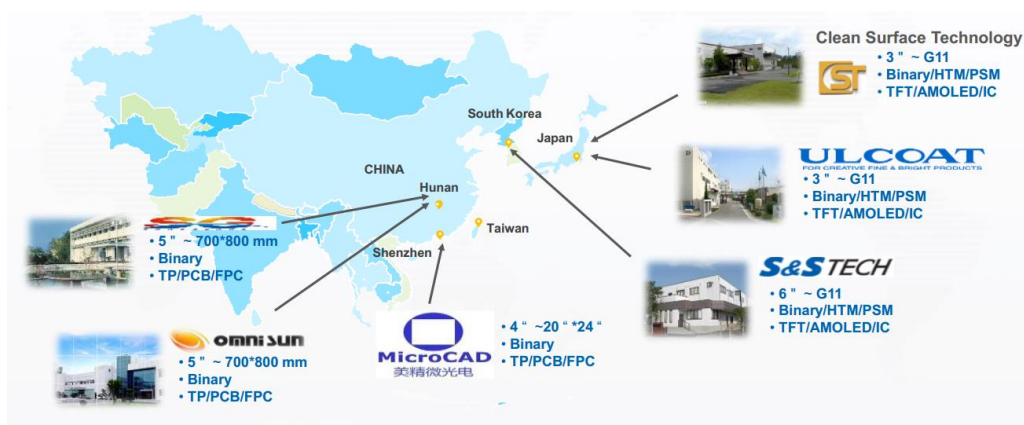 Clean Surface Technology
CST
• 3 " ~ G11
• Binary/HTM/PSM
• TFT/AMOLED/IC
South Korea
Japan
ULCOAT
FOR CREATIVE FINE & BRIGHT PRODUCTS
• 3 " ~ G11
• Binary/HTM/PSM
• TFT/AMOLED/IC
CHINA
Hunan
Taiwan
Shenzhen
• 5 " ~ 700*800 mm
• Binary
• TP/PCB/FPC
S&S TECH
• 6 " ~ G11
• Binary/HTM/PSM
• TFT/AMOLED/IC
omnisun
• 5 " ~ 700*800 mm
• Binary
• TP/PCB/FPC
MicroCAD
美精微光电
• 4 “ ~20 “ *24 “
• Binary
• TP/PCB/FPC